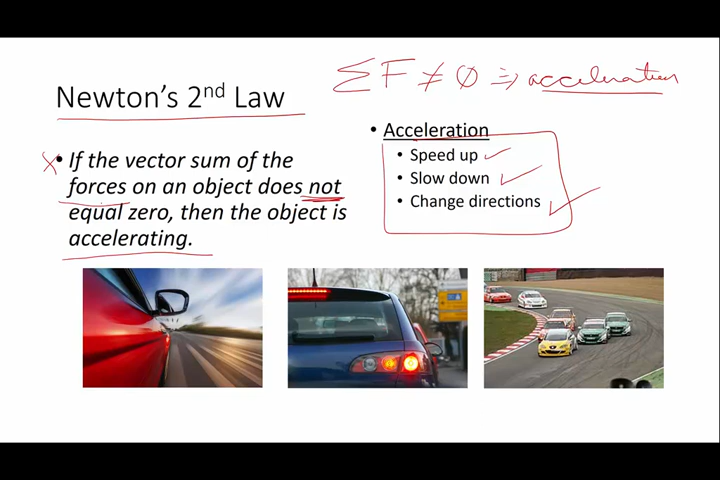 ΣF ≠ 0 ⇒ acceleration
Newton's 2nd Law
• Acceleration
• Speed up
• Slow down
• Change directions
• If the vector sum of the
forces on an object does not
equal zero, then the object is
accelerating.